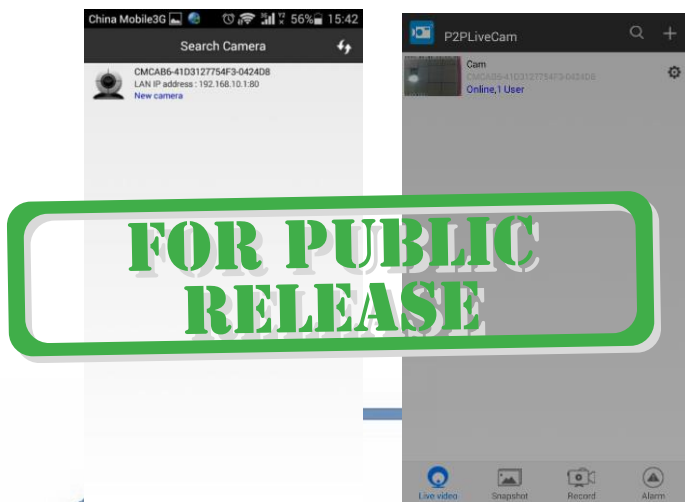 China Mobile3G 56% 15:42
Search Camera
CMCAB6-41D3127754F3-0424D8
LAN IP address : 192.168.10.1:80
New camera
P2PLiveCam
Cam
CMCAB6-41D3127754F3-0424D8
Online,1 User
FOR PUBLIC
RELEASE
Live video Snapshot Record Alarm